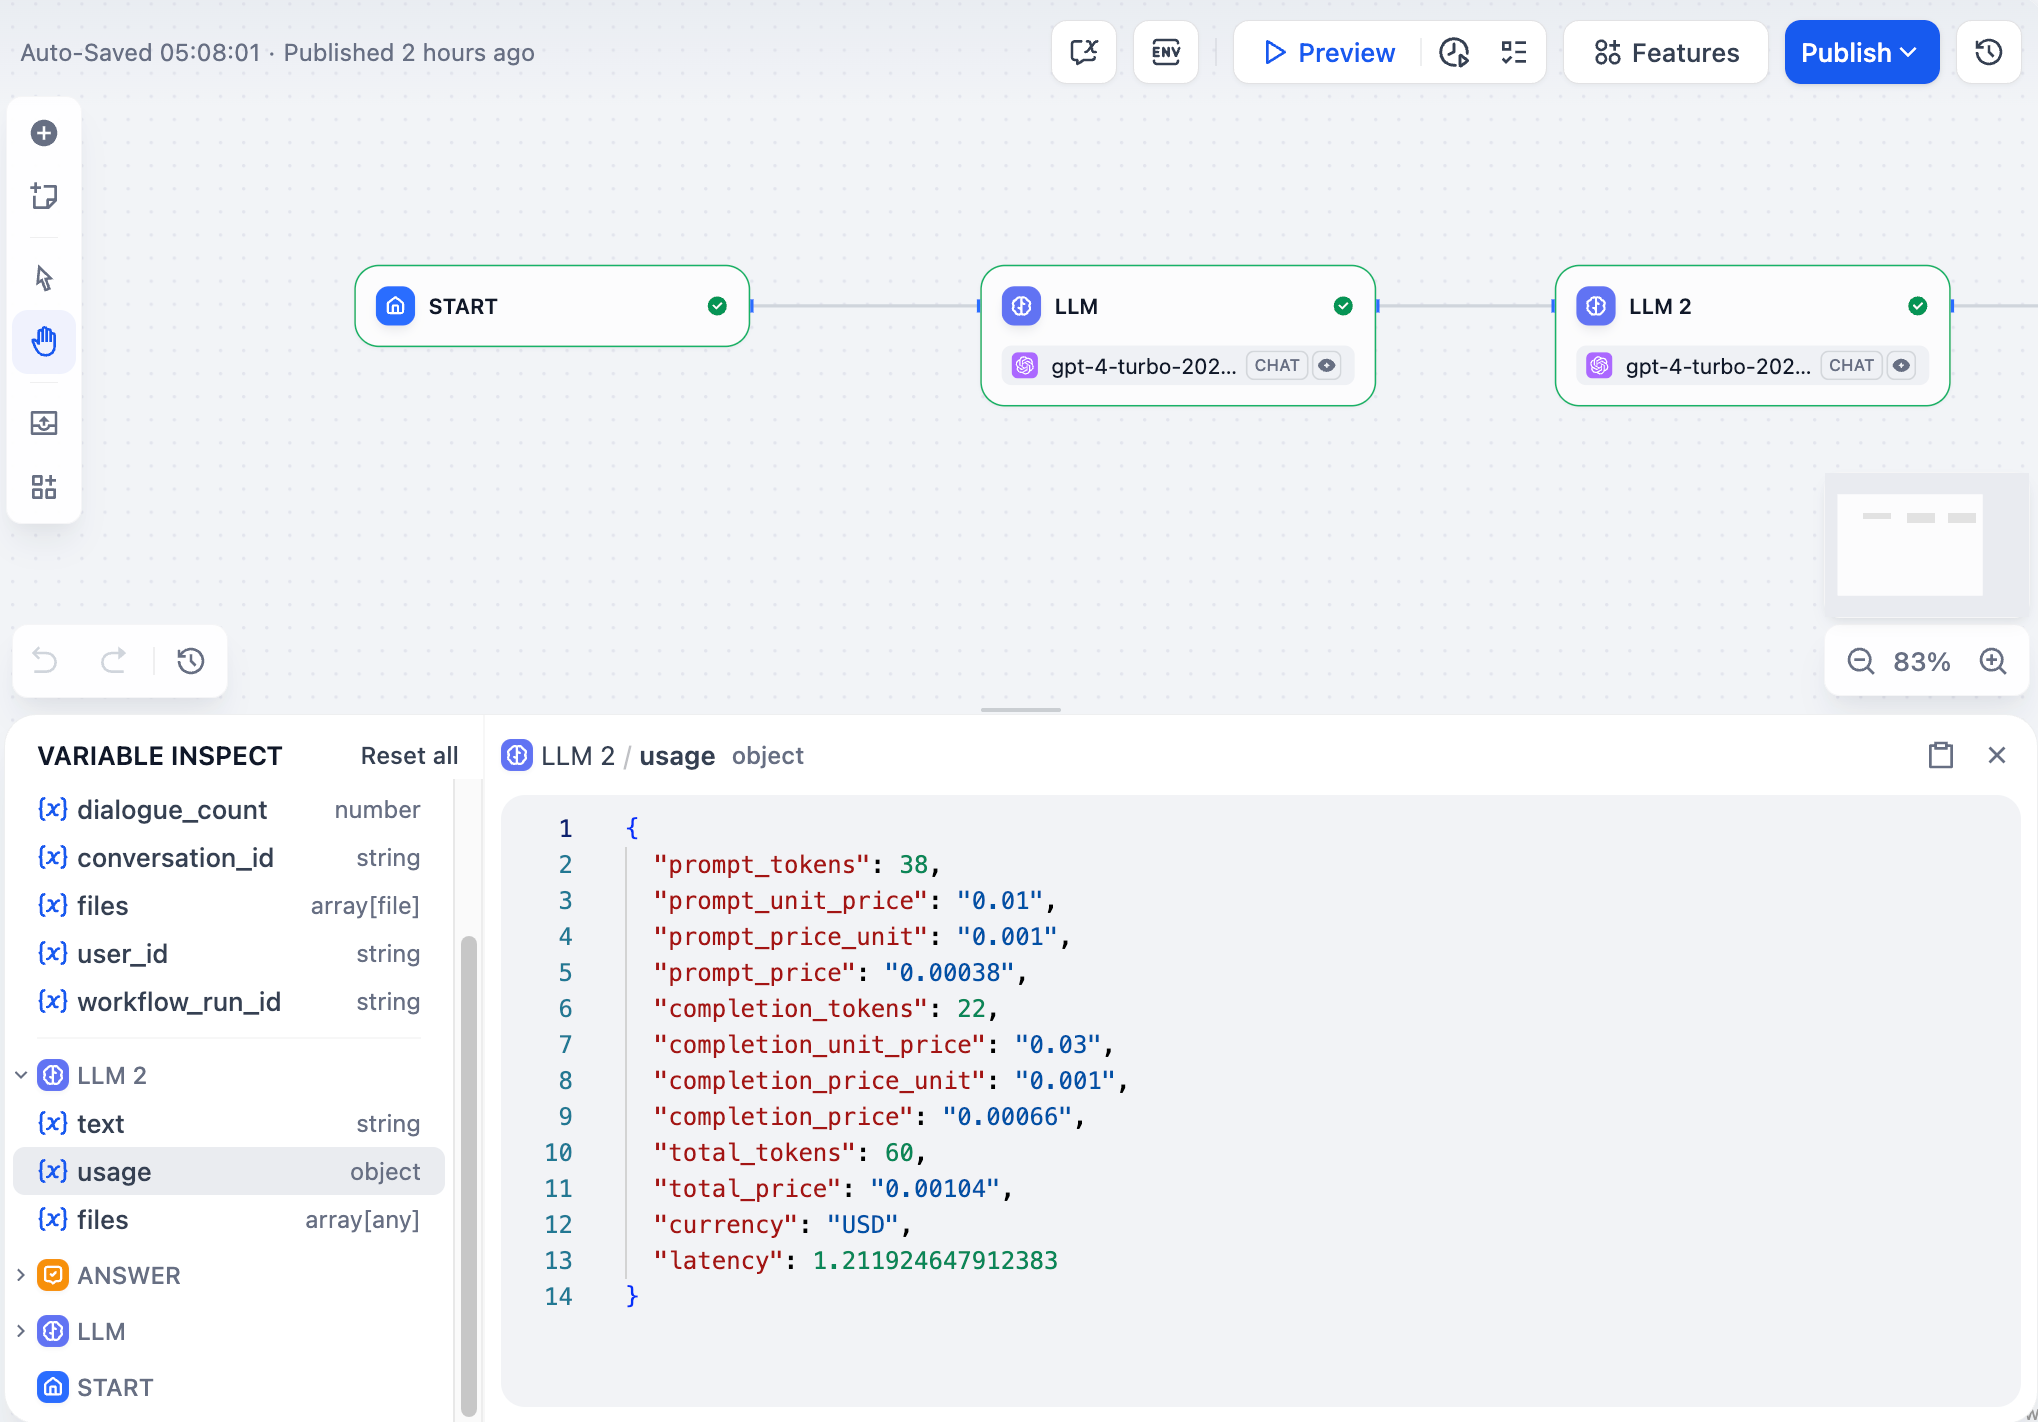 Auto-Saved 05:08:01 · Published 2 hours ago
ENV
Preview
Features
Publish
START
LLM
gpt-4-turbo-202... CHAT
LLM 2
gpt-4-turbo-202... CHAT
83%
VARIABLE INSPECT Reset all
{x} dialogue_count number
{x} conversation_id string
{x} files array[file]
{x} user_id string
{x} workflow_run_id string
LLM 2
{x} text string
{x} usage object
{x} files array[any]
ANSWER
LLM
START
LLM 2 / usage object
1 {
2 "prompt_tokens": 38,
3 "prompt_unit_price": "0.01",
4 "prompt_price_unit": "0.001",
5 "prompt_price": "0.00038",
6 "completion_tokens": 22,
7 "completion_unit_price": "0.03",
8 "completion_price_unit": "0.001",
9 "completion_price": "0.00066",
10 "total_tokens": 60,
11 "total_price": "0.00104",
12 "currency": "USD",
13 "latency": 1.211924647912383
14 }